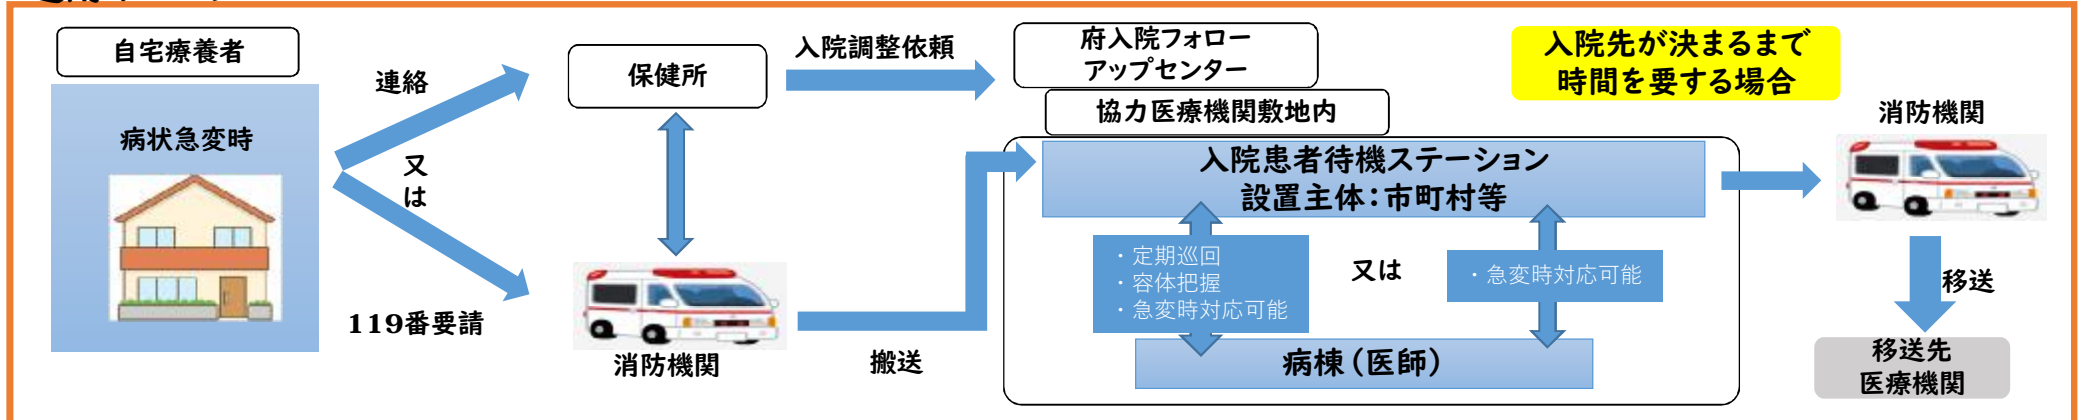 自宅療養者
病状急変時
連絡
又
は
119番要請
保健所
消防機関
入院調整依頼
搬送
府入院フォロー
アップセンター
協力医療機関敷地内
入院患者待機ステーション
設置主体：市町村等
・定期巡回
・容体把握
・急変時対応可能
又は
・急変時対応可能
病棟（医師）
入院先が決まるまで
時間を要する場合
消防機関
移送
移送先
医療機関